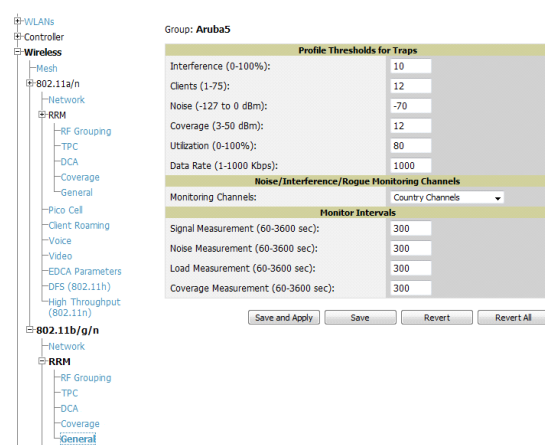 WLANs
Controller
Wireless
Mesh
802.11a/n
Network
RRM
RF Grouping
TPC
DCA
Coverage
General
Pico Cell
Client Roaming
Voice
Video
EDCA Parameters
DFS (802.11h)
High Throughput
(802.11n)
802.11b/g/n
Network
RRM
RF Grouping
TPC
DCA
Coverage
General
Group: Aruba5
Profile Thresholds for Traps
Interference (0-100%): 10
Clients (1-75): 12
Noise (-127 to 0 dBm): -70
Coverage (3-50 dBm): 12
Utilization (0-100%): 80
Data Rate (1-1000 Kbps): 1000
Noise/Interference/Rogue Monitoring Channels
Monitoring Channels: Country Channels
Monitor Intervals
Signal Measurement (60-3600 sec): 300
Noise Measurement (60-3600 sec): 300
Load Measurement (60-3600 sec): 300
Coverage Measurement (60-3600 sec): 300
Save and Apply Save Revert Revert All